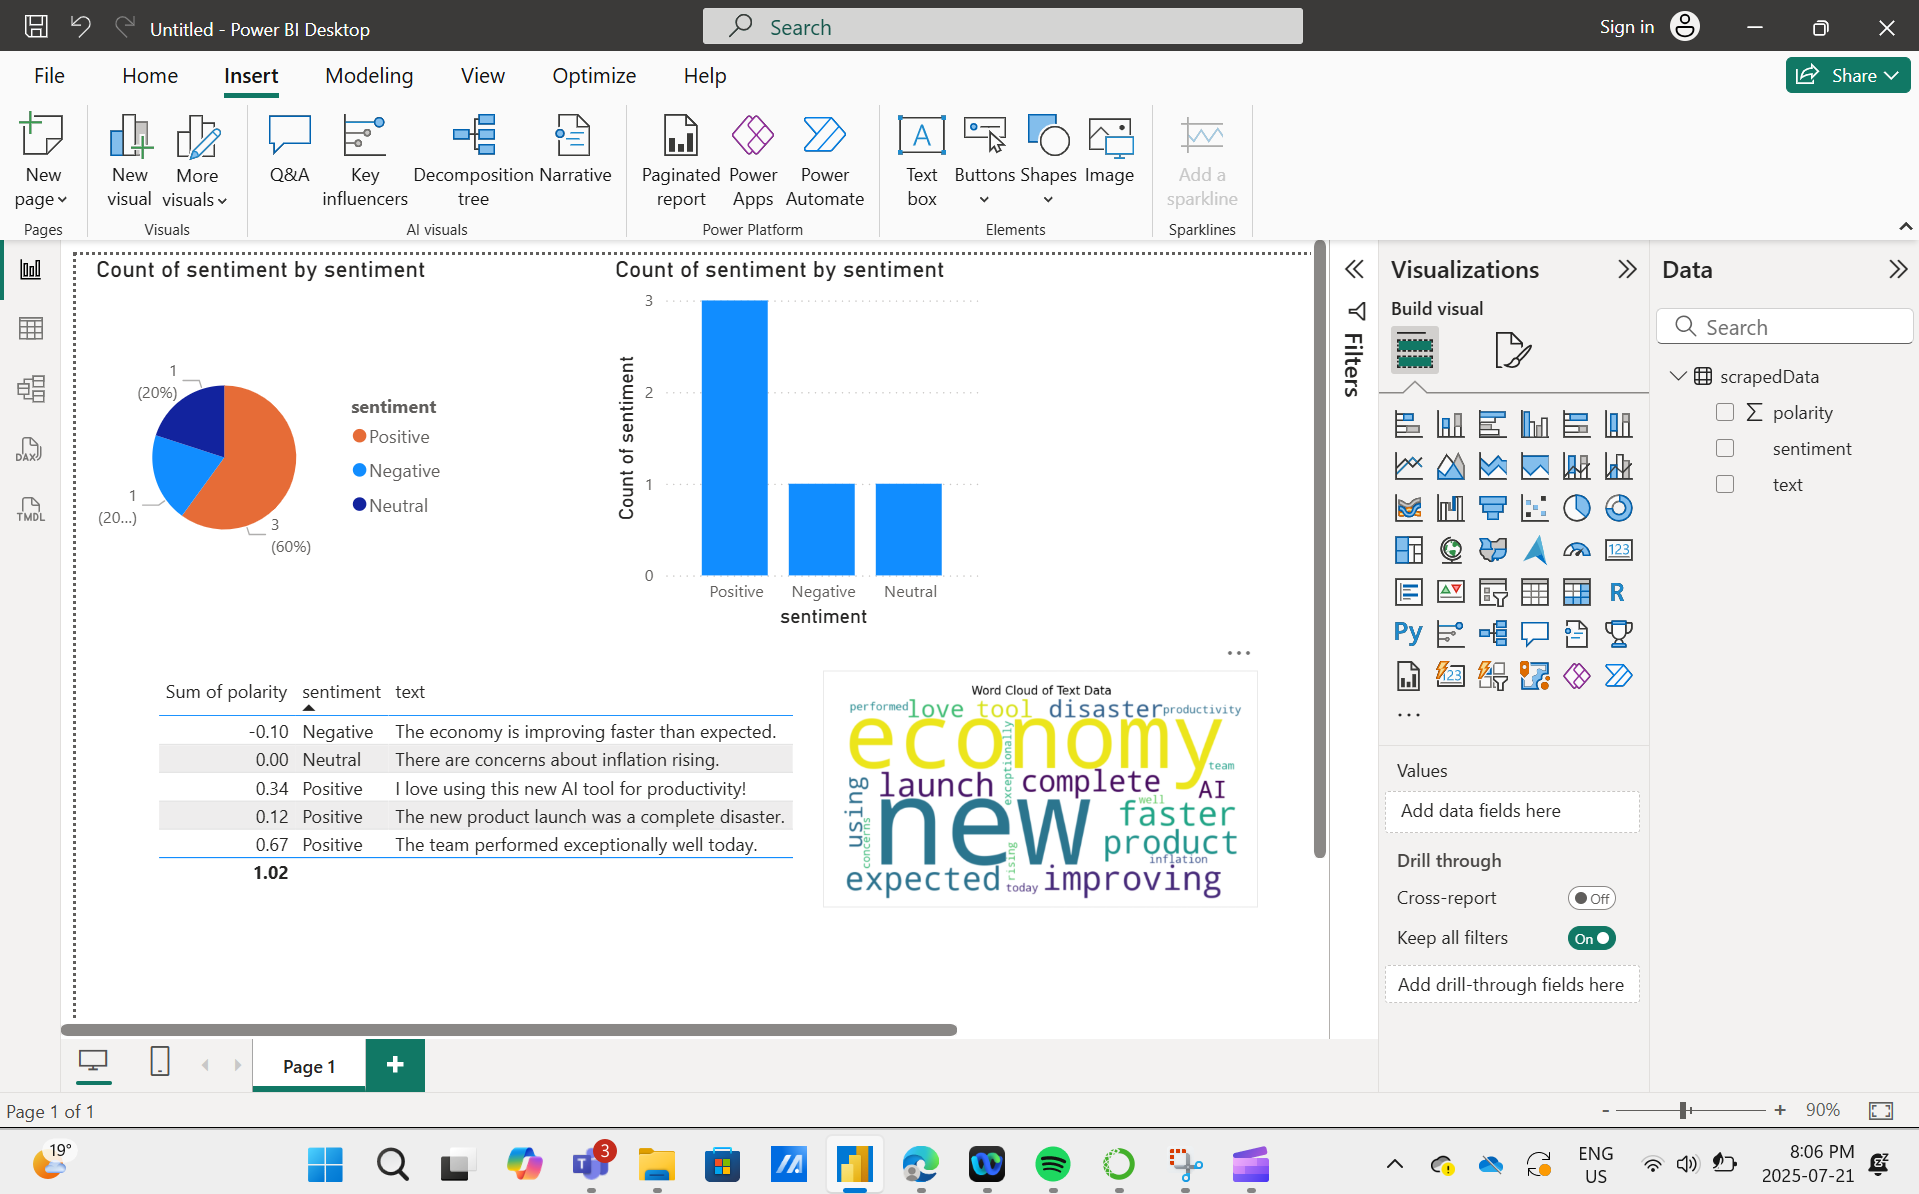 Untitled - Power BI Desktop
Search
Sign in
File Home Insert Modeling View Optimize Help
Share
New page
New visual
More visuals
Q&A
Key influencers
Decomposition tree
Narrative
Paginated report
Power Apps
Power Automate
Text box
Buttons
Shapes
Image
Add a sparkline
Pages
Visuals
AI visuals
Power Platform
Elements
Sparklines
DAX
TMDL
Count of sentiment by sentiment
1
(20%)
1
(20...)
3
(60%)
sentiment
Positive
Negative
Neutral
Count of sentiment by sentiment
Count of sentiment
3
2
1
0
Positive Negative Neutral
sentiment
Sum of polarity sentiment text
-0.10 Negative The economy is improving faster than expected.
0.00 Neutral There are concerns about inflation rising.
0.34 Positive I love using this new AI tool for productivity!
0.12 Positive The new product launch was a complete disaster.
0.67 Positive The team performed exceptionally well today.
1.02
Word Cloud of Text Data
performed love tool disaster productivity
economy
exceptionally
team
launch complete AI
using
well
new
faster
concerns
product
rising
inflation
expected today improving
Filters
Visualizations
Build visual
123
R
Py
123
...
Values
Add data fields here
Drill through
Cross-report Off
Keep all filters On
Add drill-through fields here
Data
Search
scrapedData
polarity
sentiment
text
Page 1
+
Page 1 of 1
- + 90%
19°
3
ENG
US
8:06 PM
2025-07-21